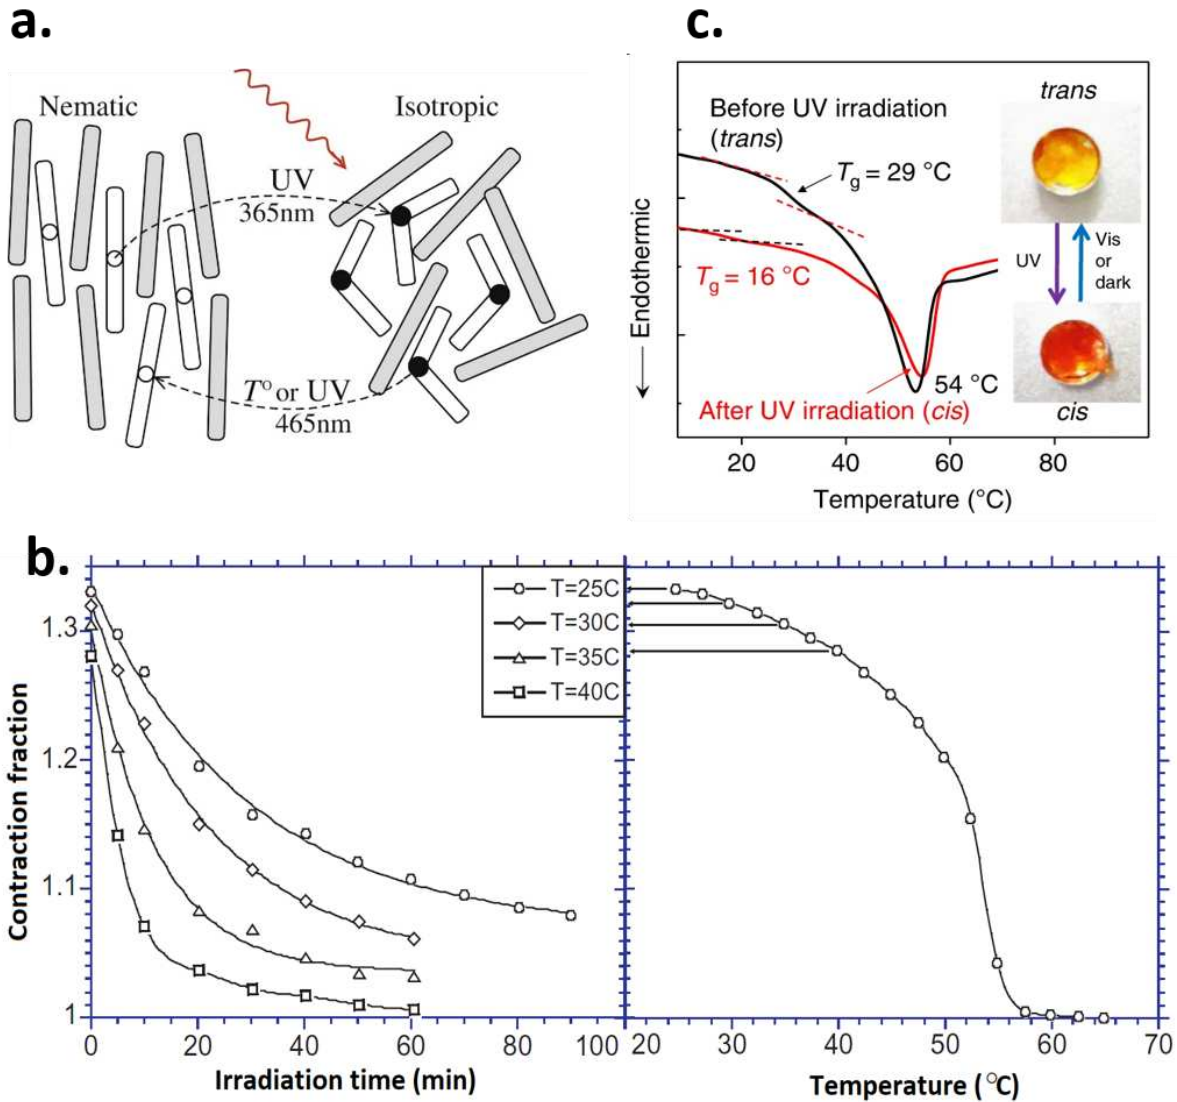 a.
Nematic
Isotropic
UV
365nm
T° or UV
465nm
c.
Before UV irradiation
(trans)
Tg = 29 °C
Tg = 16 °C
54 °C
After UV irradiation (cis)
trans
UV
Vis
or
dark
cis
Endothermic
20 40 60 80
Temperature (°C)
b.
T=25C
T=30C
T=35C
T=40C
1.3
1.2
1.1
1
Contraction fraction
0 20 40 60 80 100
Irradiation time (min)
20 30 40 50 60 70
Temperature (°C)